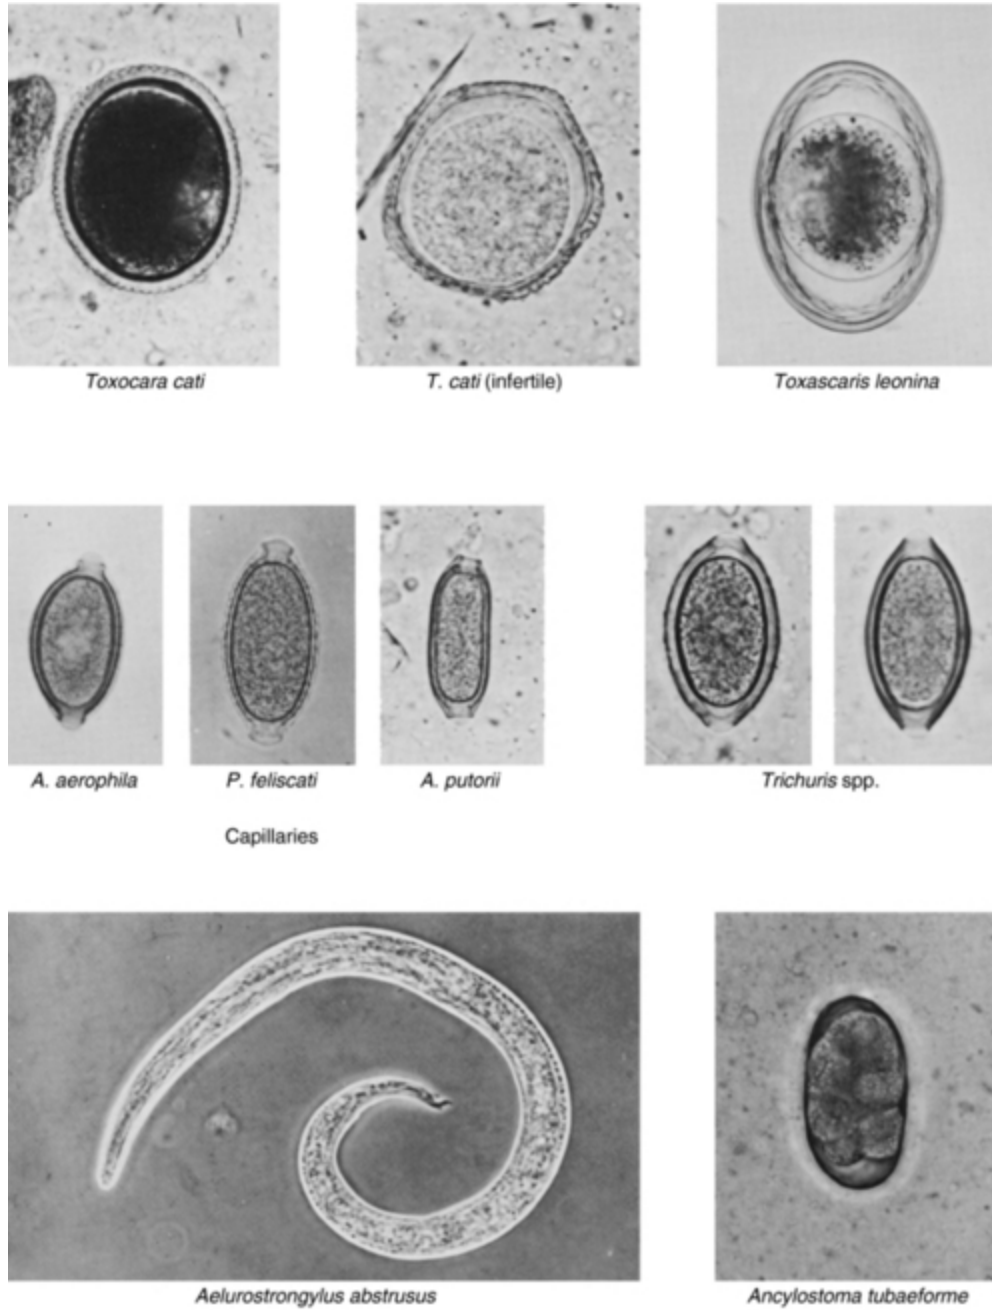 Toxocara cati
T. cati (infertile)
Toxascaris leonina
A. aerophila
P. feliscati
A. putorii
Trichuris spp.
Capillaries
Aelurostrongylus abstrusus
Ancylostoma tubaeforme